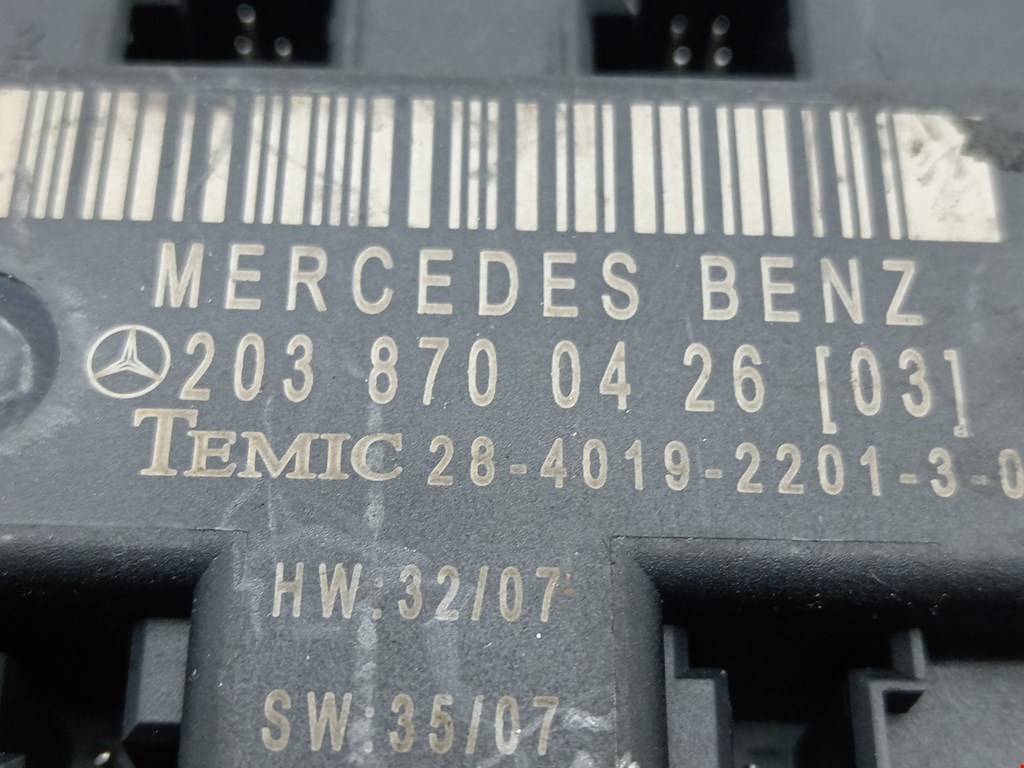 2
MERCEDES BENZ
203 870 04 26 [03]
TEMIC 28-4019-2201-3-0
HW:32/07
SW:35/07